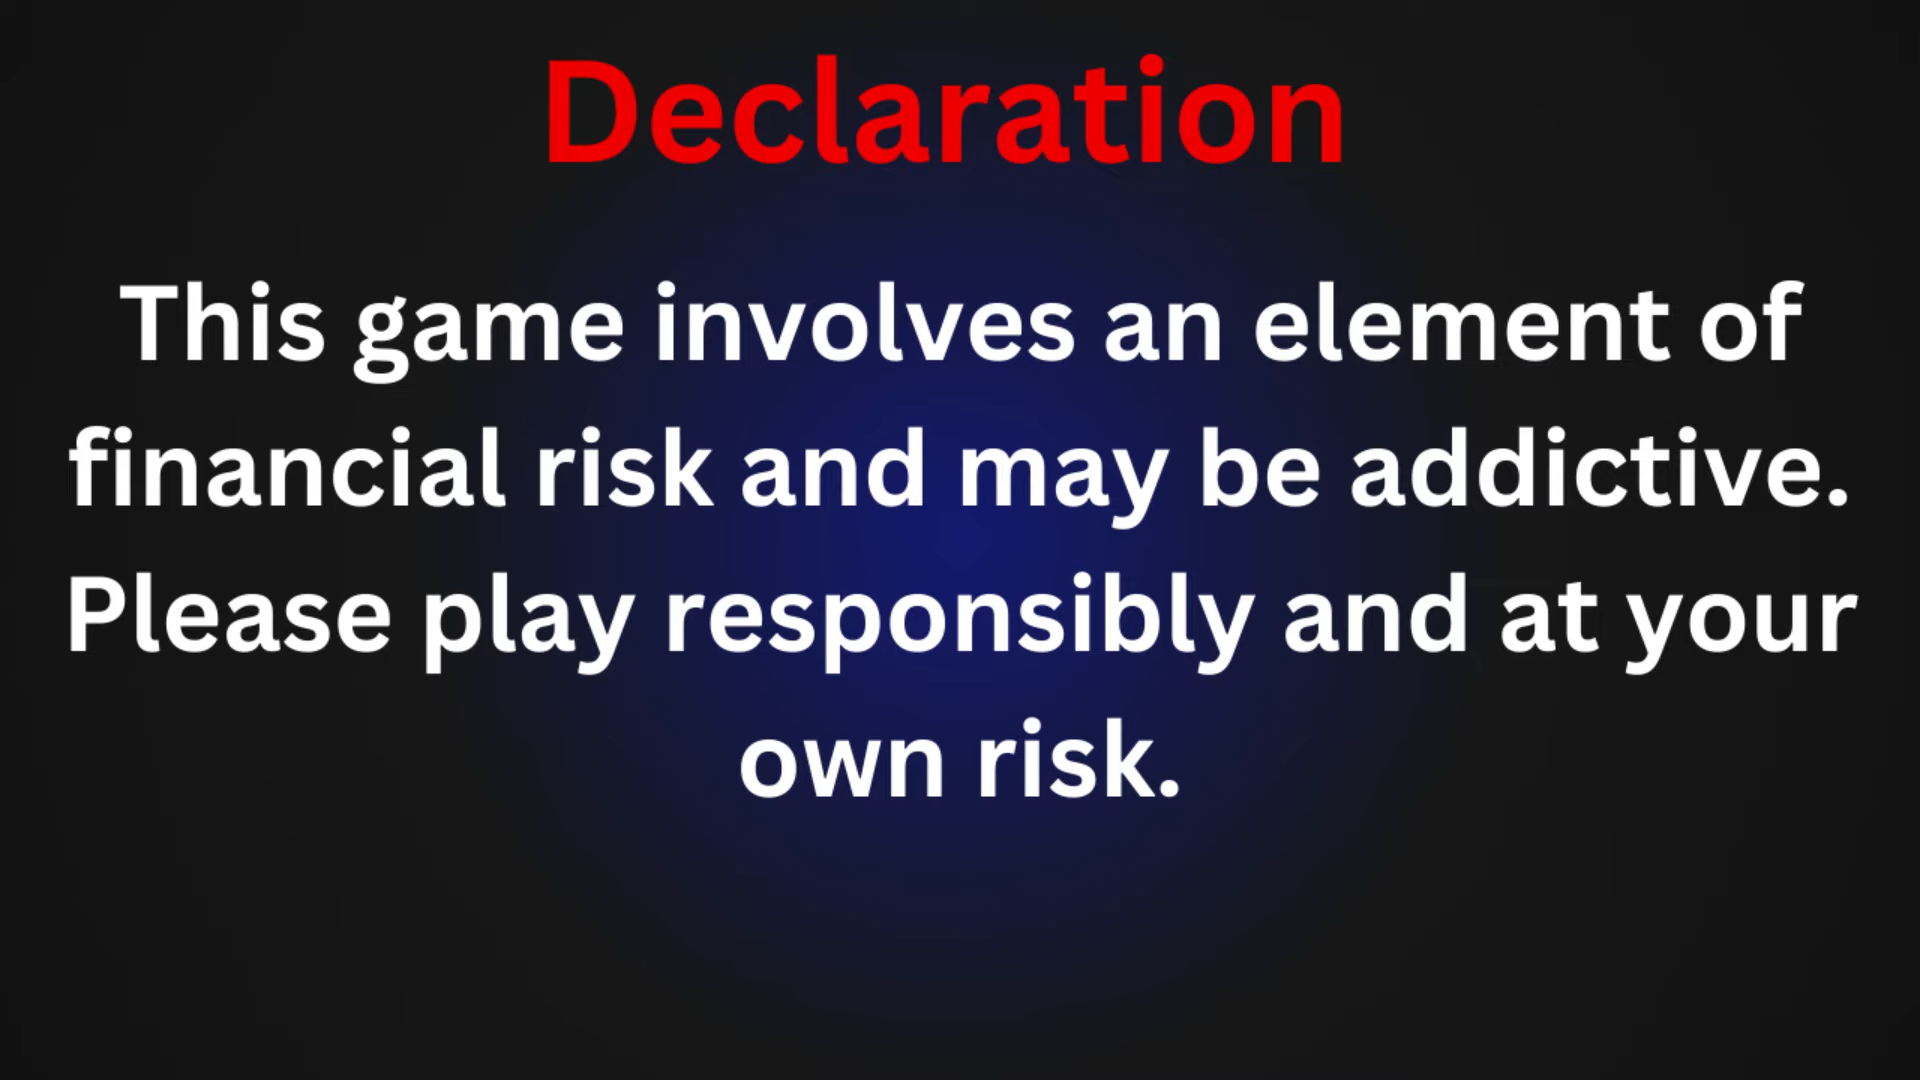 Declaration
This game involves an element of
financial risk and may be addictive.
Please play responsibly and at your
own risk.